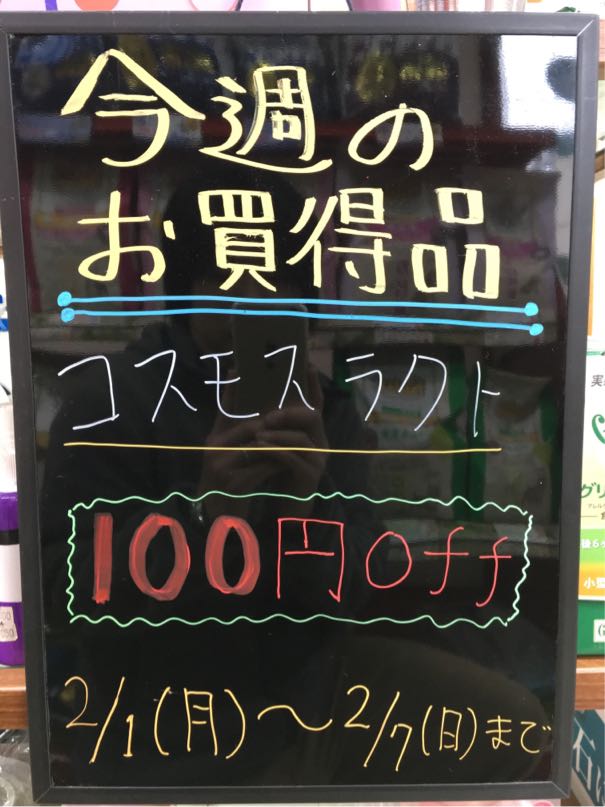 今週の
お買得品
コスモス ラクト
100円Off
2/1(月)〜2/7(日)まで